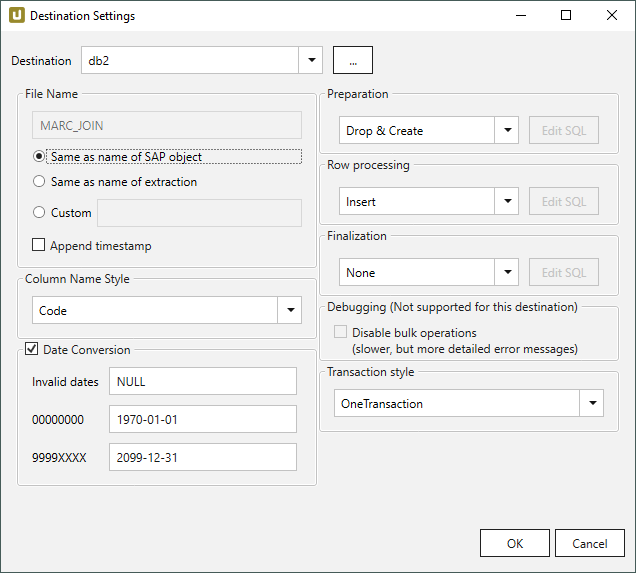 Destination Settings
Destination
db2
...
File Name
MARC_JOIN
Same as name of SAP object
Same as name of extraction
Custom
Append timestamp
Column Name Style
Code
Date Conversion
Invalid dates
NULL
00000000
1970-01-01
9999XXXX
2099-12-31
Preparation
Drop & Create
Edit SQL
Row processing
Insert
Edit SQL
Finalization
None
Edit SQL
Debugging (Not supported for this destination)
Disable bulk operations
(slower, but more detailed error messages)
Transaction style
OneTransaction
OK
Cancel